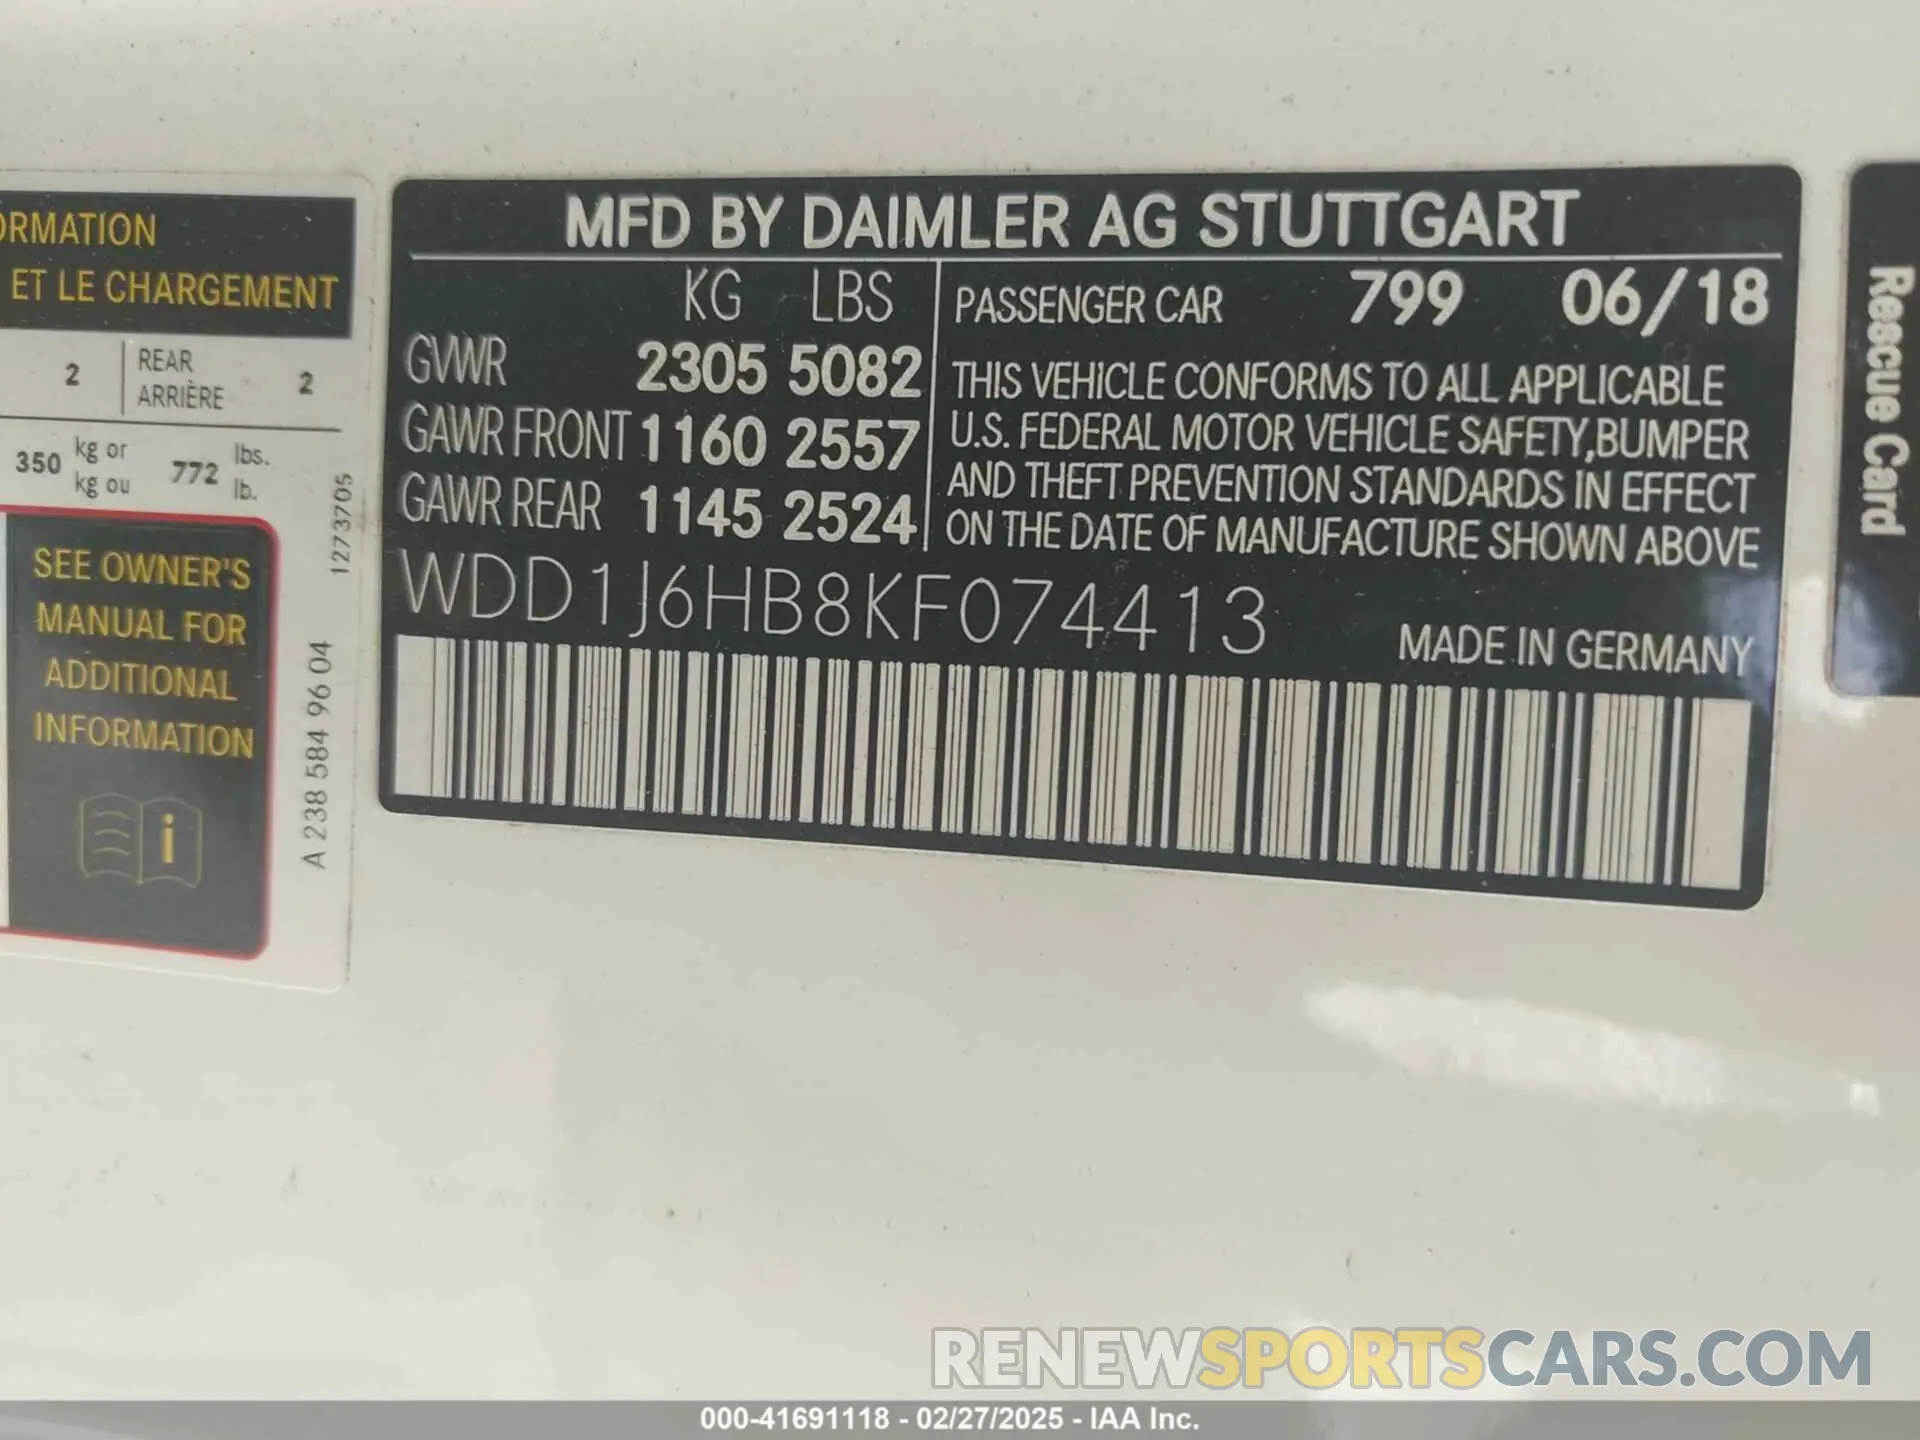 ORMATION
ET LE CHARGEMENT
2 REAR 2
ARRIÈRE
350 kg or 772 lbs.
kg ou lb.
SEE OWNER'S
MANUAL FOR
ADDITIONAL
INFORMATION
i
1273705
A 238 584 96 04
MFD BY DAIMLER AG STUTTGART
KG LBS
GVWR 2305 5082
GAWR FRONT 1160 2557
GAWR REAR 1145 2524
PASSENGER CAR 799 06/18
THIS VEHICLE CONFORMS TO ALL APPLICABLE
U.S. FEDERAL MOTOR VEHICLE SAFETY,BUMPER
AND THEFT PREVENTION STANDARDS IN EFFECT
ON THE DATE OF MANUFACTURE SHOWN ABOVE
WDD1J6HB8KF074413
MADE IN GERMANY
Rescue Card
RENEWSPORTSCARS.COM
000-41691118 - 02/27/2025 - IAA Inc.